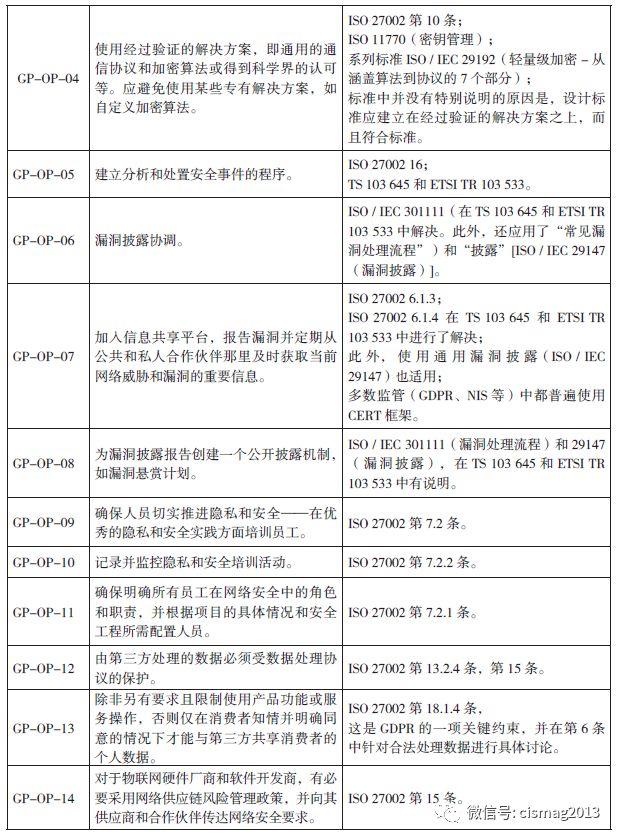 GP-OP-04
使用经过验证的解决方案，即通用的通
信协议和加密算法或得到科学界的认可
等。应避免使用某些专有解决方案，如
自定义加密算法。
ISO 27002 第 10 条；
ISO 11770（密钥管理）；
系列标准 ISO / IEC 29192（轻量级加密 – 从
涵盖算法到协议的 7 个部分）；
标准中并没有特别说明的原因是，设计标
准应建立在经过验证的解决方案之上，而
且符合标准。
GP-OP-05
建立分析和处置安全事件的程序。
ISO 27002 16；
TS 103 645 和 ETSI TR 103 533。
GP-OP-06
漏洞披露协调。
ISO / IEC 301111（在 TS 103 645 和 ETSI TR
103 533 中解决。此外，还应用了“常见漏
洞处理流程”）和“披露”[ISO / IEC 29147
（漏洞披露）]。
GP-OP-07
加入信息共享平台，报告漏洞并定期从
公共和私人合作伙伴那里及时获取当前
网络威胁和漏洞的重要信息。
ISO 27002 6.1.3；
ISO 27002 6.1.4 在 TS 103 645 和 ETSI TR
103 533 中进行了解决；
此外，使用通用漏洞披露（ISO / IEC
29147）也适用；
多数监管（GDPR、NIS 等）中都普遍使用
CERT 框架。
GP-OP-08
为漏洞披露报告创建一个公开披露机制，
如漏洞悬赏计划。
ISO / IEC 301111（漏洞处理流程）和 29147
（漏洞披露），在 TS 103 645 和 ETSI TR
103 533 中有说明。
GP-OP-09
确保人员切实推进隐私和安全——在优
秀的隐私和安全实践方面培训员工。
ISO 27002 第 7.2 条。
GP-OP-10
记录并监控隐私和安全培训活动。
ISO 27002 第 7.2.2 条。
GP-OP-11
确保明确所有员工在网络安全中的角色
和职责，并根据项目的具体情况和安全
工程所需配置人员。
ISO 27002 第 7.2.1 条。
GP-OP-12
由第三方处理的数据必须受数据处理协
议的保护。
ISO 27002 第 13.2.4 条，第 15 条。
GP-OP-13
除非另有要求且限制使用产品功能或服
务操作，否则仅在消费者知情并明确同
意的情况下才能与第三方共享消费者的
个人数据。
ISO 27002 第 18.1.4 条，
这是 GDPR 的一项关键约束，并在第 6 条
中针对合法处理数据进行具体讨论。
GP-OP-14
对于物联网硬件厂商和软件开发商，有必
要采用网络供应链风险管理政策，并向其
供应商和合作伙伴传达网络安全要求。
ISO 27002 第 15 条。
微信号: cismag2013